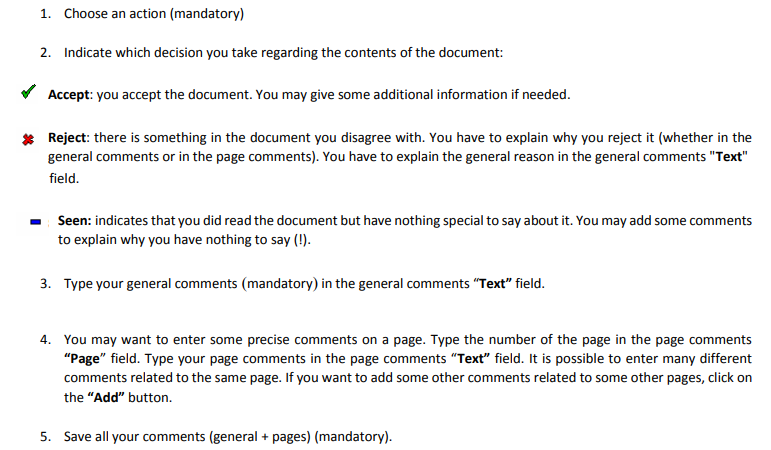 1. Choose an action (mandatory)
2. Indicate which decision you take regarding the contents of the document:
Accept: you accept the document. You may give some additional information if needed.
Reject: there is something in the document you disagree with. You have to explain why you reject it (whether in the
general comments or in the page comments). You have to explain the general reason in the general comments "Text"
field.
Seen: indicates that you did read the document but have nothing special to say about it. You may add some comments
to explain why you have nothing to say (!).
3. Type your general comments (mandatory) in the general comments “Text” field.
4. You may want to enter some precise comments on a page. Type the number of the page in the page comments
“Page” field. Type your page comments in the page comments “Text” field. It is possible to enter many different
comments related to the same page. If you want to add some other comments related to some other pages, click on
the “Add” button.
5. Save all your comments (general + pages) (mandatory).